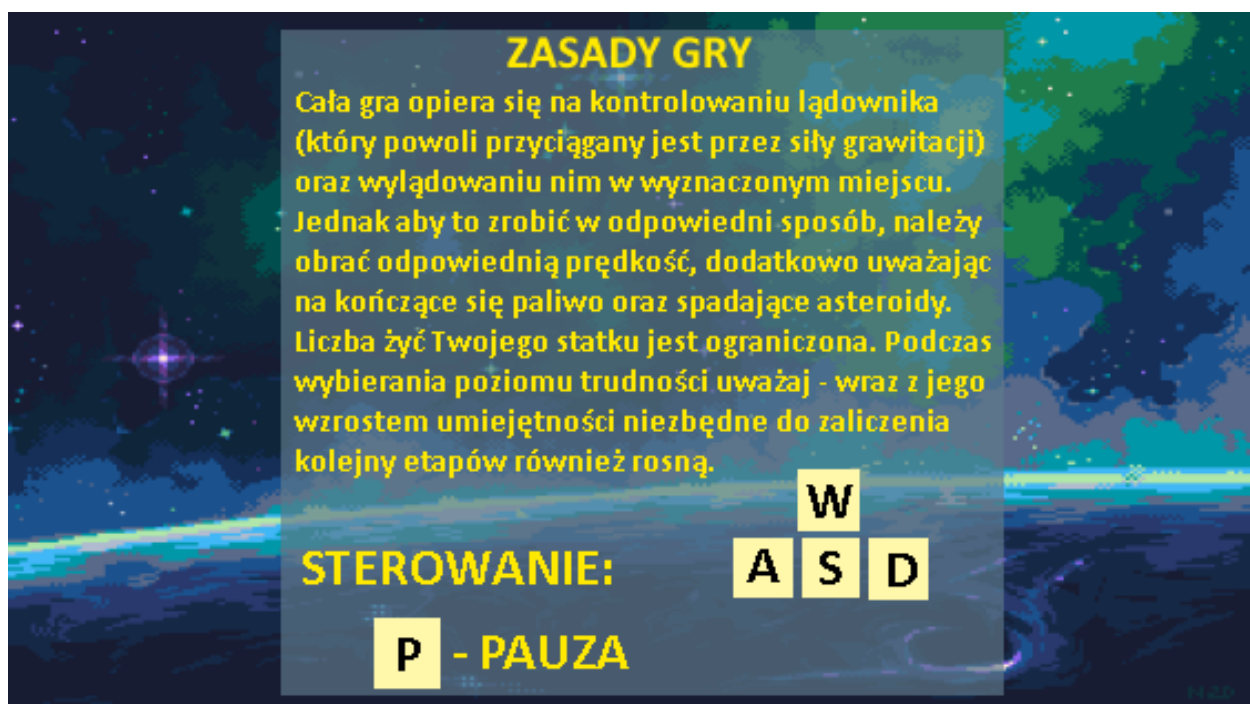 ZASADY GRY
Cała gra opiera się na kontrolowaniu lądownika
(który powoli przyciągany jest przez siły grawitacji)
oraz wylądowaniu nim w wyznaczonym miejscu.
Jednak aby to zrobić w odpowiedni sposób, należy
obrać odpowiednią prędkość, dodatkowo uważając
na kończące się paliwo oraz spadające asteroidy.
Liczba żyć Twojego statku jest ograniczona. Podczas
wybierania poziomu trudności uważaj - wraz z jego
wzrostem umiejętności niezbędne do zaliczenia
kolejny etapów również rosną.
W
STEROWANIE: A S D
P - PAUZA